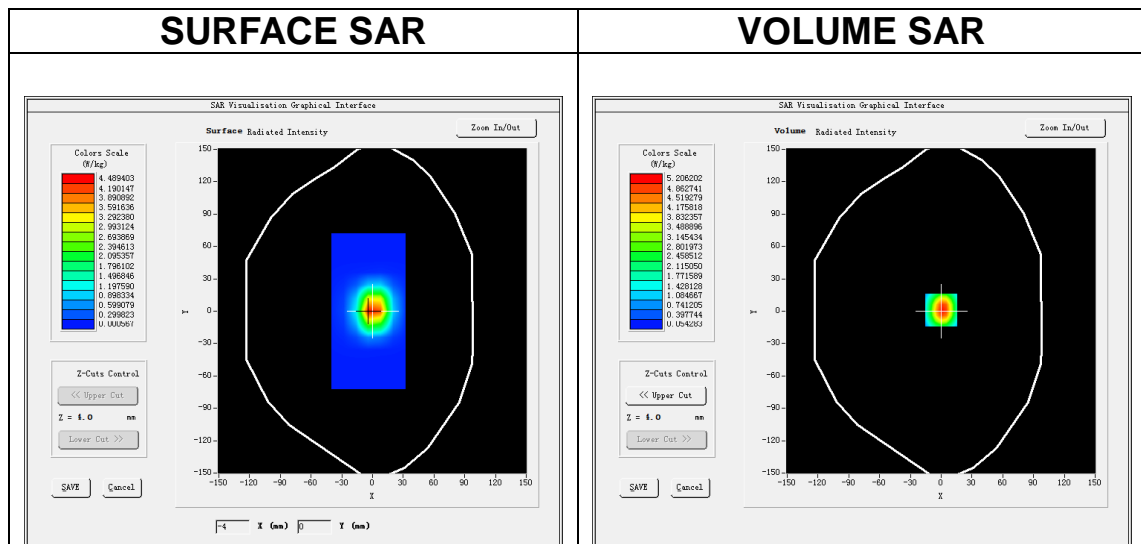 SURFACE SAR
VOLUME SAR
SAR Visualisation Graphical Interface
Surface Radiated Intensity
Zoom In/Out
Colors Scale
(W/kg)
4.489403
4.190147
3.890892
3.591636
3.292380
2.993124
2.693869
2.394613
2.095357
1.796102
1.496846
1.197590
0.898334
0.599079
0.299823
0.000567
Z-Cuts Control
<< Upper Cut
Z = 4.0 mm
Lower Cut >>
SAVE
Cancel
150
120
90
60
30
0
-30
-60
-90
-120
-150
Y
-150 -120 -90 -60 -30 0 30 60 90 120 150
X
-4 X (mm) 0 Y (mm)
SAR Visualisation Graphical Interface
Volume Radiated Intensity
Zoom In/Out
Colors Scale
(W/kg)
5.206202
4.862741
4.519279
4.175818
3.832357
3.488896
3.145434
2.801973
2.458512
2.115050
1.771589
1.428128
1.084667
0.741205
0.397744
0.054283
Z-Cuts Control
<< Upper Cut
Z = 4.0 mm
Lower Cut >>
SAVE
Cancel
150
120
90
60
30
0
-30
-60
-90
-120
-150
Y
-150 -120 -90 -60 -30 0 30 60 90 120 150
X